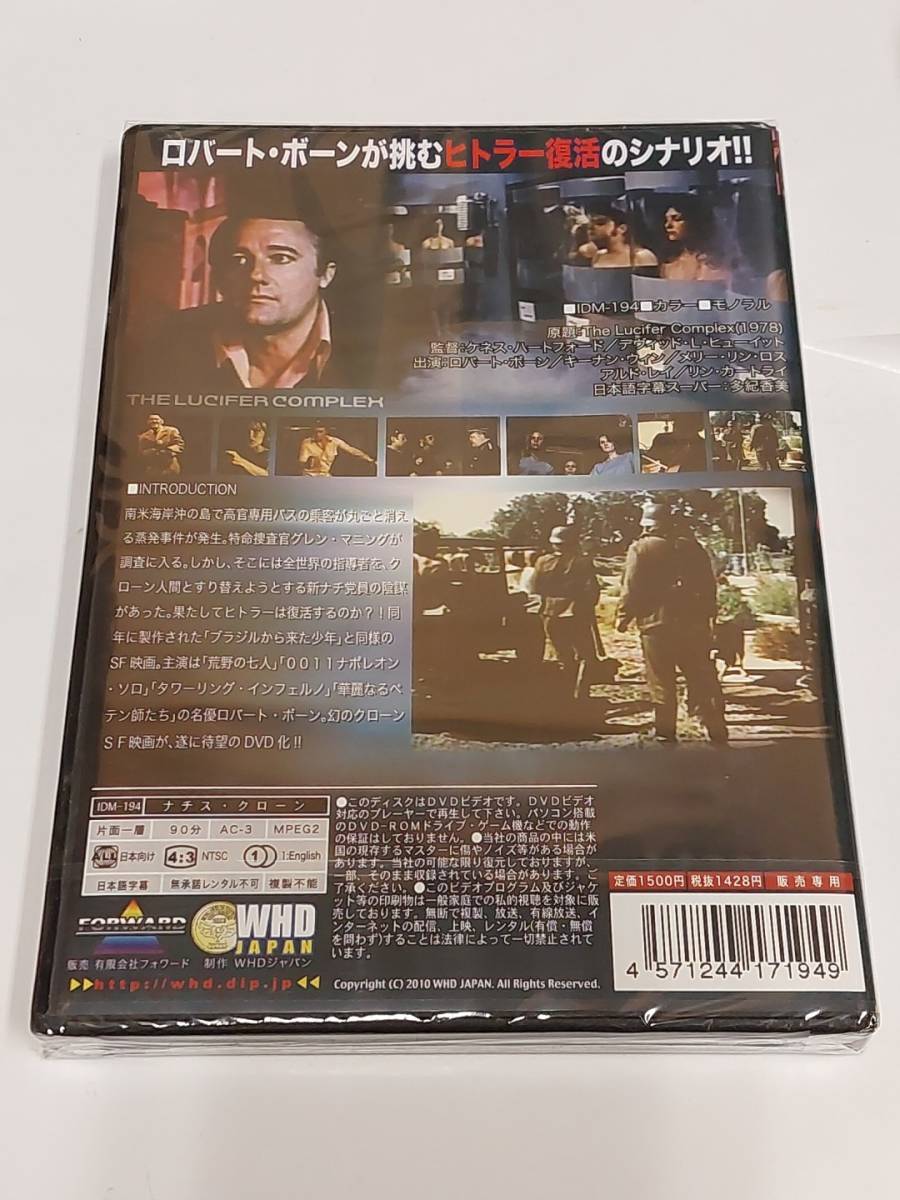 ロバート・ボーンが挑むヒトラー復活のシナリオ!!
■IDM-194■カラー■モノラル
原題:The Lucifer Complex(1978)
監督:ケネス・ハートフォード／デヴィッド・L・ヒューイット
出演:ロバート・ボーン／キーナン・ウィン／メリー・リン・ロス
アルド・レイ／リン・カートライ
日本語字幕スーパー:多紀香美
THE LUCIFER COMPLEX
■INTRODUCTION
南米海岸沖の島で高官専用バスの乗客が丸ごと消え
る蒸発事件が発生。特命捜査官グレン・マニングが
調査に入る。しかし、そこには全世界の指導者を、ク
ローン人間とすり替えようとする新ナチ党員の陰謀
があった。果たしてヒトラーは復活するのか?！同
年に製作された「ブラジルから来た少年」と同様の
SF映画。主演は「荒野の七人」「0011ナポレオン
・ソロ」「タワーリング・インフェルノ」「華麗なるペ
テン師たち」の名優ロバート・ボーン。幻のクローン
ＳＦ映画が、遂に待望のDVD化!!
IDM-194 ナチス・クローン
片面一層 90分 AC-3 MPEG2
ALL 日本向け 4:3 NTSC 1 1:English
日本語字幕 無承諾レンタル不可 複製不能
FORWARD WHD JAPAN
販売 有限会社フォワード 制作 WHDジャパン
▶▶http://whd.dip.jp◀◀
●このディスクはDVDビデオです。DVDビデオ
対応のプレーヤーで再生して下さい。パソコン搭載
のDVD-ROMドライブ・ゲーム機などでの動作
の保証はしておりません。●当社の商品の中には米
国の現存するマスターに傷やノイズ等がある場合が
あります。当社の可能な限り復元しておりますが、
一部、そのまま収録されている場合があります。ご
了承ください。●このビデオプログラム及びジャケッ
ト等の印刷物は一般家庭での私的視聴を対象に販
売しております。無断で複製、放送、有線放送、イ
ンターネットの配信、上映、レンタル(有償・無償
を問わず)することは法律によって一切禁止されて
います。
Copyright (C) 2010 WHD JAPAN. All Rights Reserved.
定価1500円 税抜1428円 販売専用
4 571244 171949